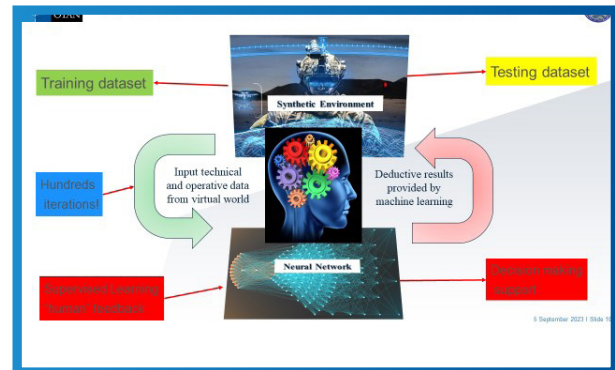 Training dataset
Testing dataset
Synthetic Environment
Hundreds
iterations!
Input technical
and operative data
from virtual world
Deductive results
provided by
machine learning
Neural Network
Supervised Learning
"human" feedback
Decision making
support
5 September 2023 | Slide